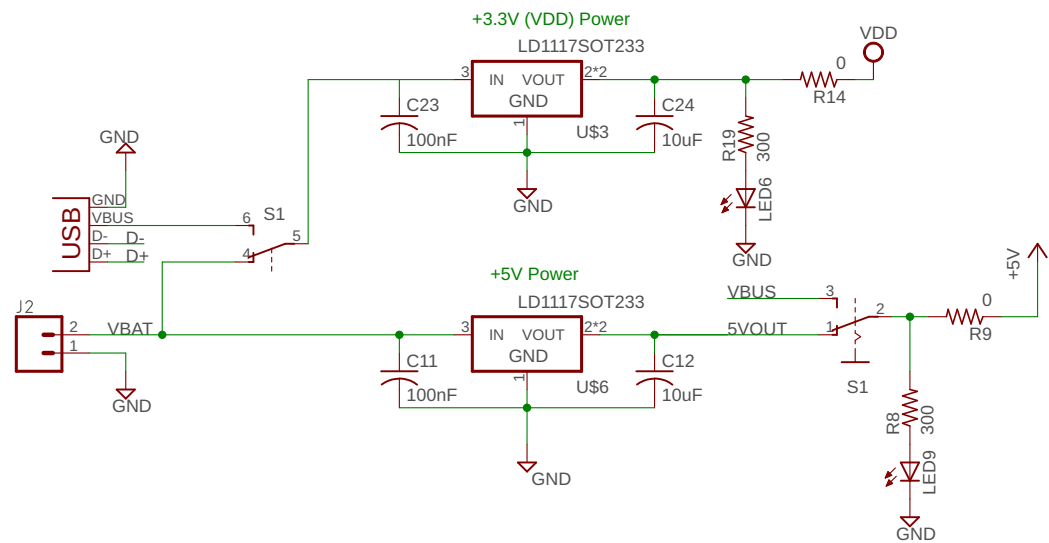 +3.3V (VDD) Power
LD1117SOT233
VDD
3
IN
VOUT
2*2
GND
1
U$3
C23
100nF
C24
10uF
0
R14
R19
300
LED6
GND
GND
GND
USB
GND
VBUS
D-
D+
D-
D+
6
S1
5
4
+5V Power
LD1117SOT233
J2
2
1
VBAT
GND
3
IN
VOUT
2*2
GND
1
U$6
C11
100nF
C12
10uF
GND
VBUS
3
5VOUT
1
2
S1
0
R9
+5V
R8
300
LED9
GND